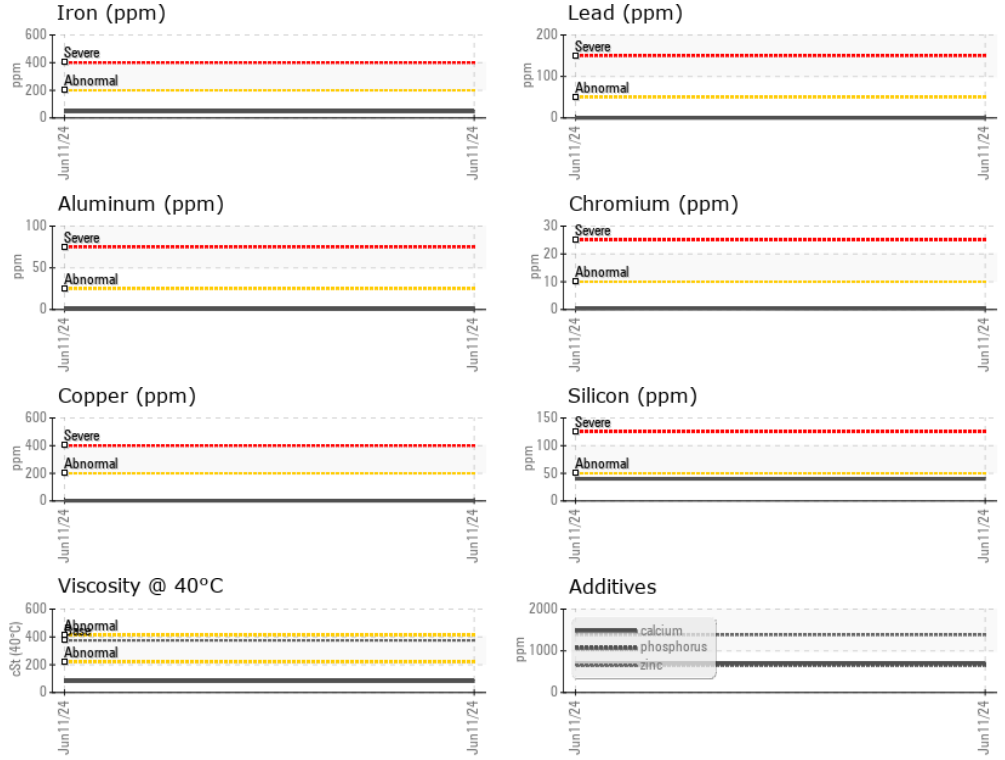 Iron (ppm)
600
400
200
0
ppm
Severe
Abnormal
Jun11/24
Jun11/24
Lead (ppm)
200
100
0
ppm
Severe
Abnormal
Jun11/24
Jun11/24
Aluminum (ppm)
100
50
0
ppm
Severe
Abnormal
Jun11/24
Jun11/24
Chromium (ppm)
30
20
10
0
ppm
Severe
Abnormal
Jun11/24
Jun11/24
Copper (ppm)
600
400
200
0
ppm
Severe
Abnormal
Jun11/24
Jun11/24
Silicon (ppm)
150
100
50
0
ppm
Severe
Abnormal
Jun11/24
Jun11/24
Viscosity @ 40°C
600
400
200
0
cSt (40°C)
Abnormal
Base
Abnormal
Jun11/24
Jun11/24
Additives
2000
1000
0
ppm
calcium
phosphorus
zinc
Jun11/24
Jun11/24